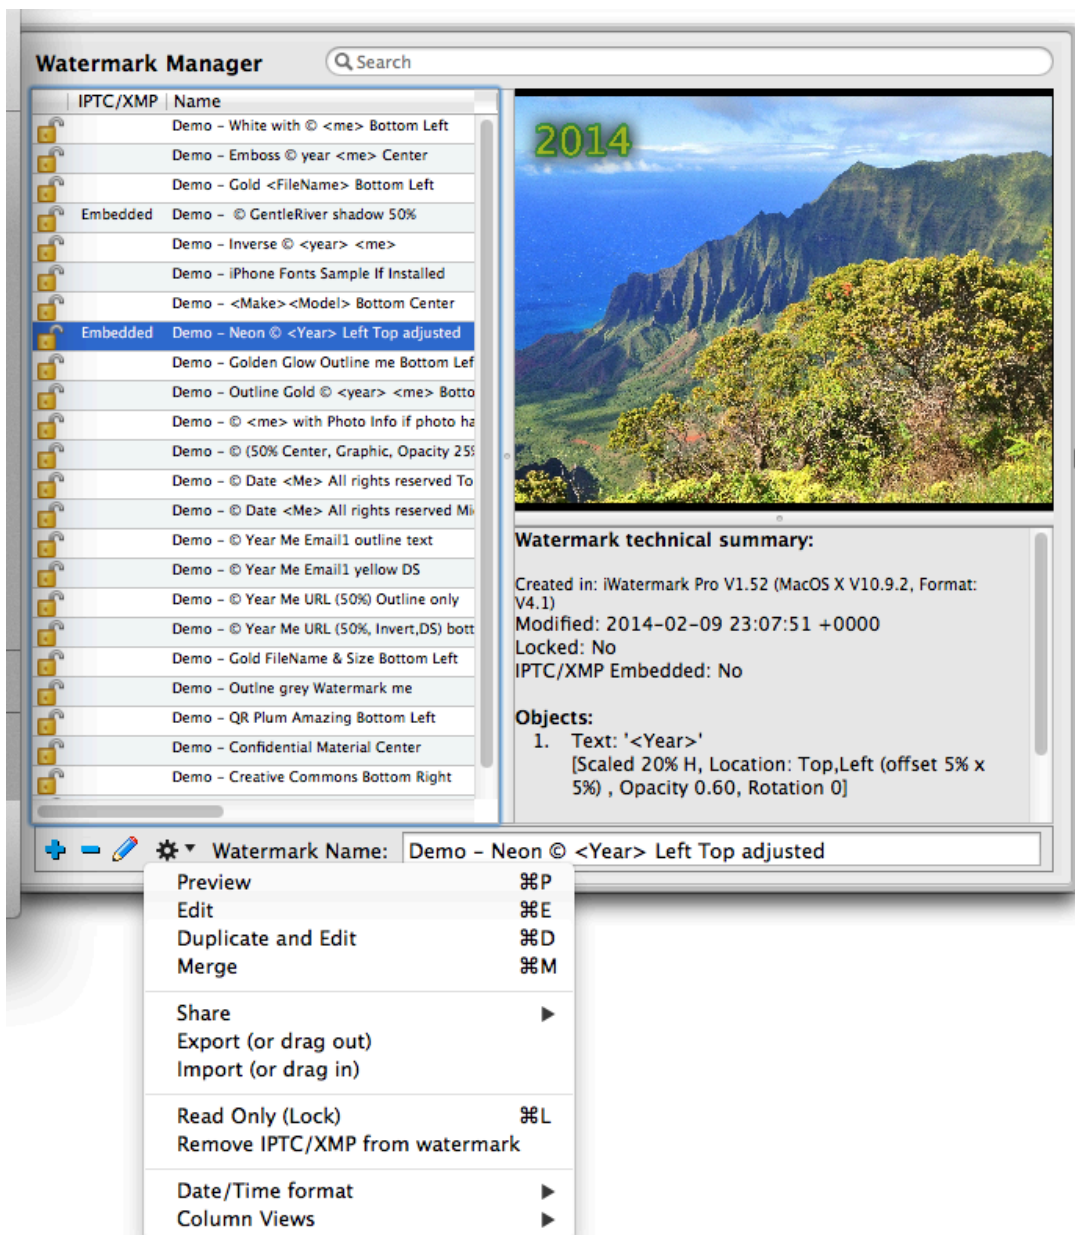 Watermark Manager
Search
IPTC/XMP Name
Demo – White with © <me> Bottom Left
Demo – Emboss © year <me> Center
Demo – Gold <FileName> Bottom Left
Embedded Demo – © GentleRiver shadow 50%
Demo – Inverse © <year> <me>
Demo – iPhone Fonts Sample If Installed
Demo – <Make><Model> Bottom Center
Embedded Demo – Neon © <Year> Left Top adjusted
Demo – Golden Glow Outline me Bottom Lef
Demo – Outline Gold © <year> <me> Botto
Demo – © <me> with Photo Info if photo ha
Demo – © (50% Center, Graphic, Opacity 25%
Demo – © Date <Me> All rights reserved To
Demo – © Date <Me> All rights reserved Mi
Demo – © Year Me Email1 outline text
Demo – © Year Me Email1 yellow DS
Demo – © Year Me URL (50%) Outline only
Demo – © Year Me URL (50%, Invert,DS) bott
Demo – Gold FileName & Size Bottom Left
Demo – Outlne grey Watermark me
Demo – QR Plum Amazing Bottom Left
Demo – Confidential Material Center
Demo – Creative Commons Bottom Right
2014
Watermark technical summary:
Created in: iWatermark Pro V1.52 (MacOS X V10.9.2, Format:
V4.1)
Modified: 2014-02-09 23:07:51 +0000
Locked: No
IPTC/XMP Embedded: No
Objects:
1. Text: '<Year>'
[Scaled 20% H, Location: Top,Left (offset 5% x
5%) , Opacity 0.60, Rotation 0]
Watermark Name: Demo – Neon © <Year> Left Top adjusted
Preview ⌘P
Edit ⌘E
Duplicate and Edit ⌘D
Merge ⌘M
Share
Export (or drag out)
Import (or drag in)
Read Only (Lock) ⌘L
Remove IPTC/XMP from watermark
Date/Time format
Column Views